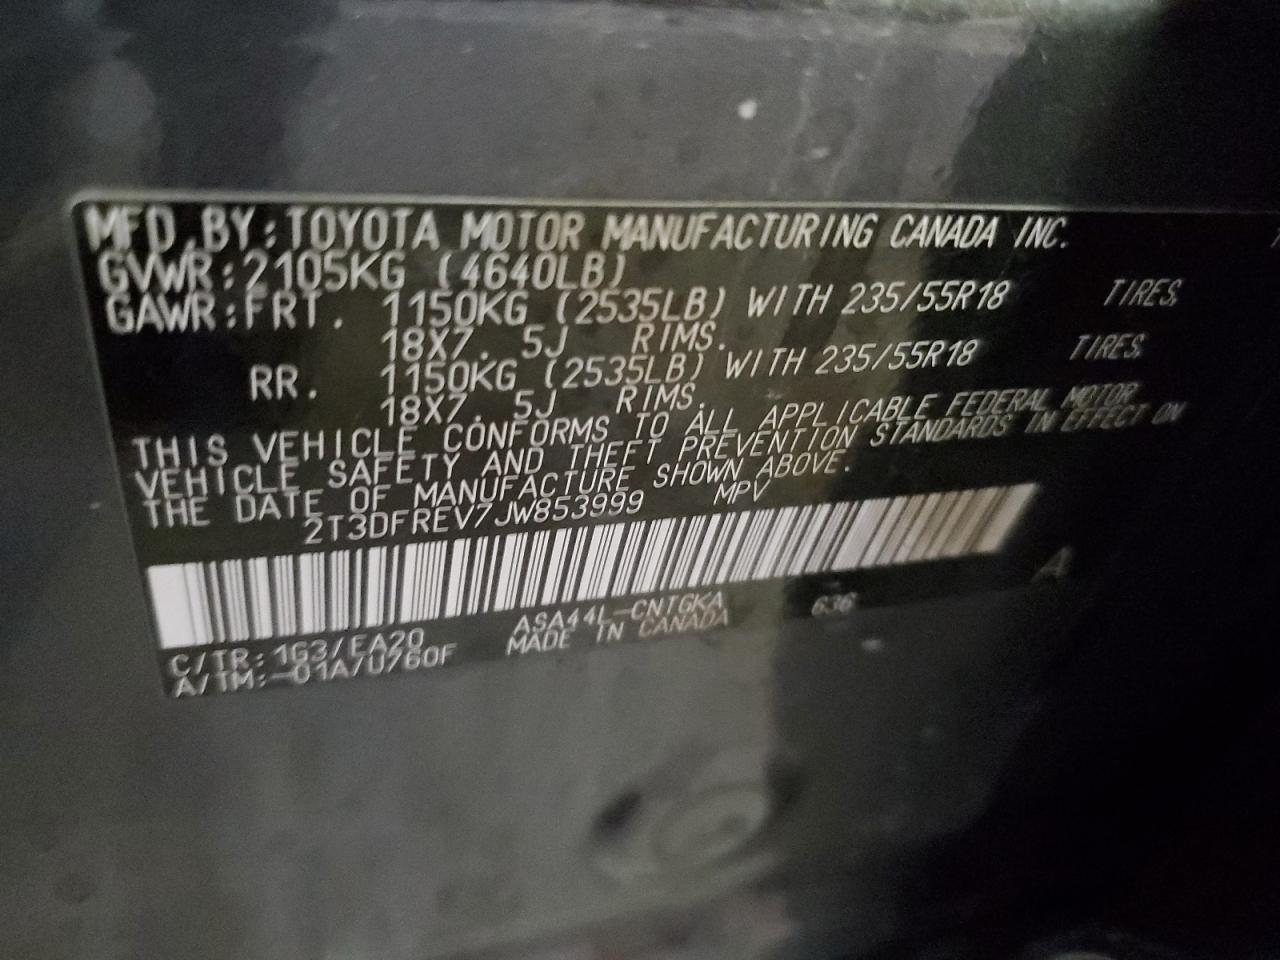 MFD.BY:TOYOTA MOTOR MANUFACTURING CANADA INC.
GVWR:2105KG (4640LB)
GAWR:FRT. 1150KG (2535LB) WITH 235/55R18 TIRES,
18X7. 5J RIMS.
RR. 1150KG (2535LB) WITH 235/55R18 TIRES,
18X7. 5J RIMS.
THIS VEHICLE CONFORMS TO ALL APPLICABLE FEDERAL MOTOR
VEHICLE SAFETY AND THEFT PREVENTION STANDARDS IN EFFECT ON
THE DATE OF MANUFACTURE SHOWN ABOVE.
2T3DFREV7JW853999 MPV
A
C/TR:1G3/EA20 ASA44L-CNTGKA 636
A/TM:-01A/U760F MADE IN CANADA